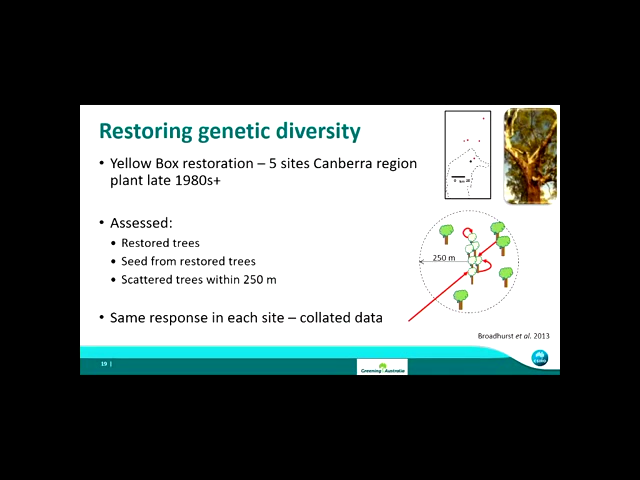 Restoring genetic diversity
• Yellow Box restoration – 5 sites Canberra region
plant late 1980s+
• Assessed:
• Restored trees
• Seed from restored trees
• Scattered trees within 250 m
• Same response in each site – collated data
250 m
Broadhurst et al. 2013
19 |
Greening Australia
CSIRO